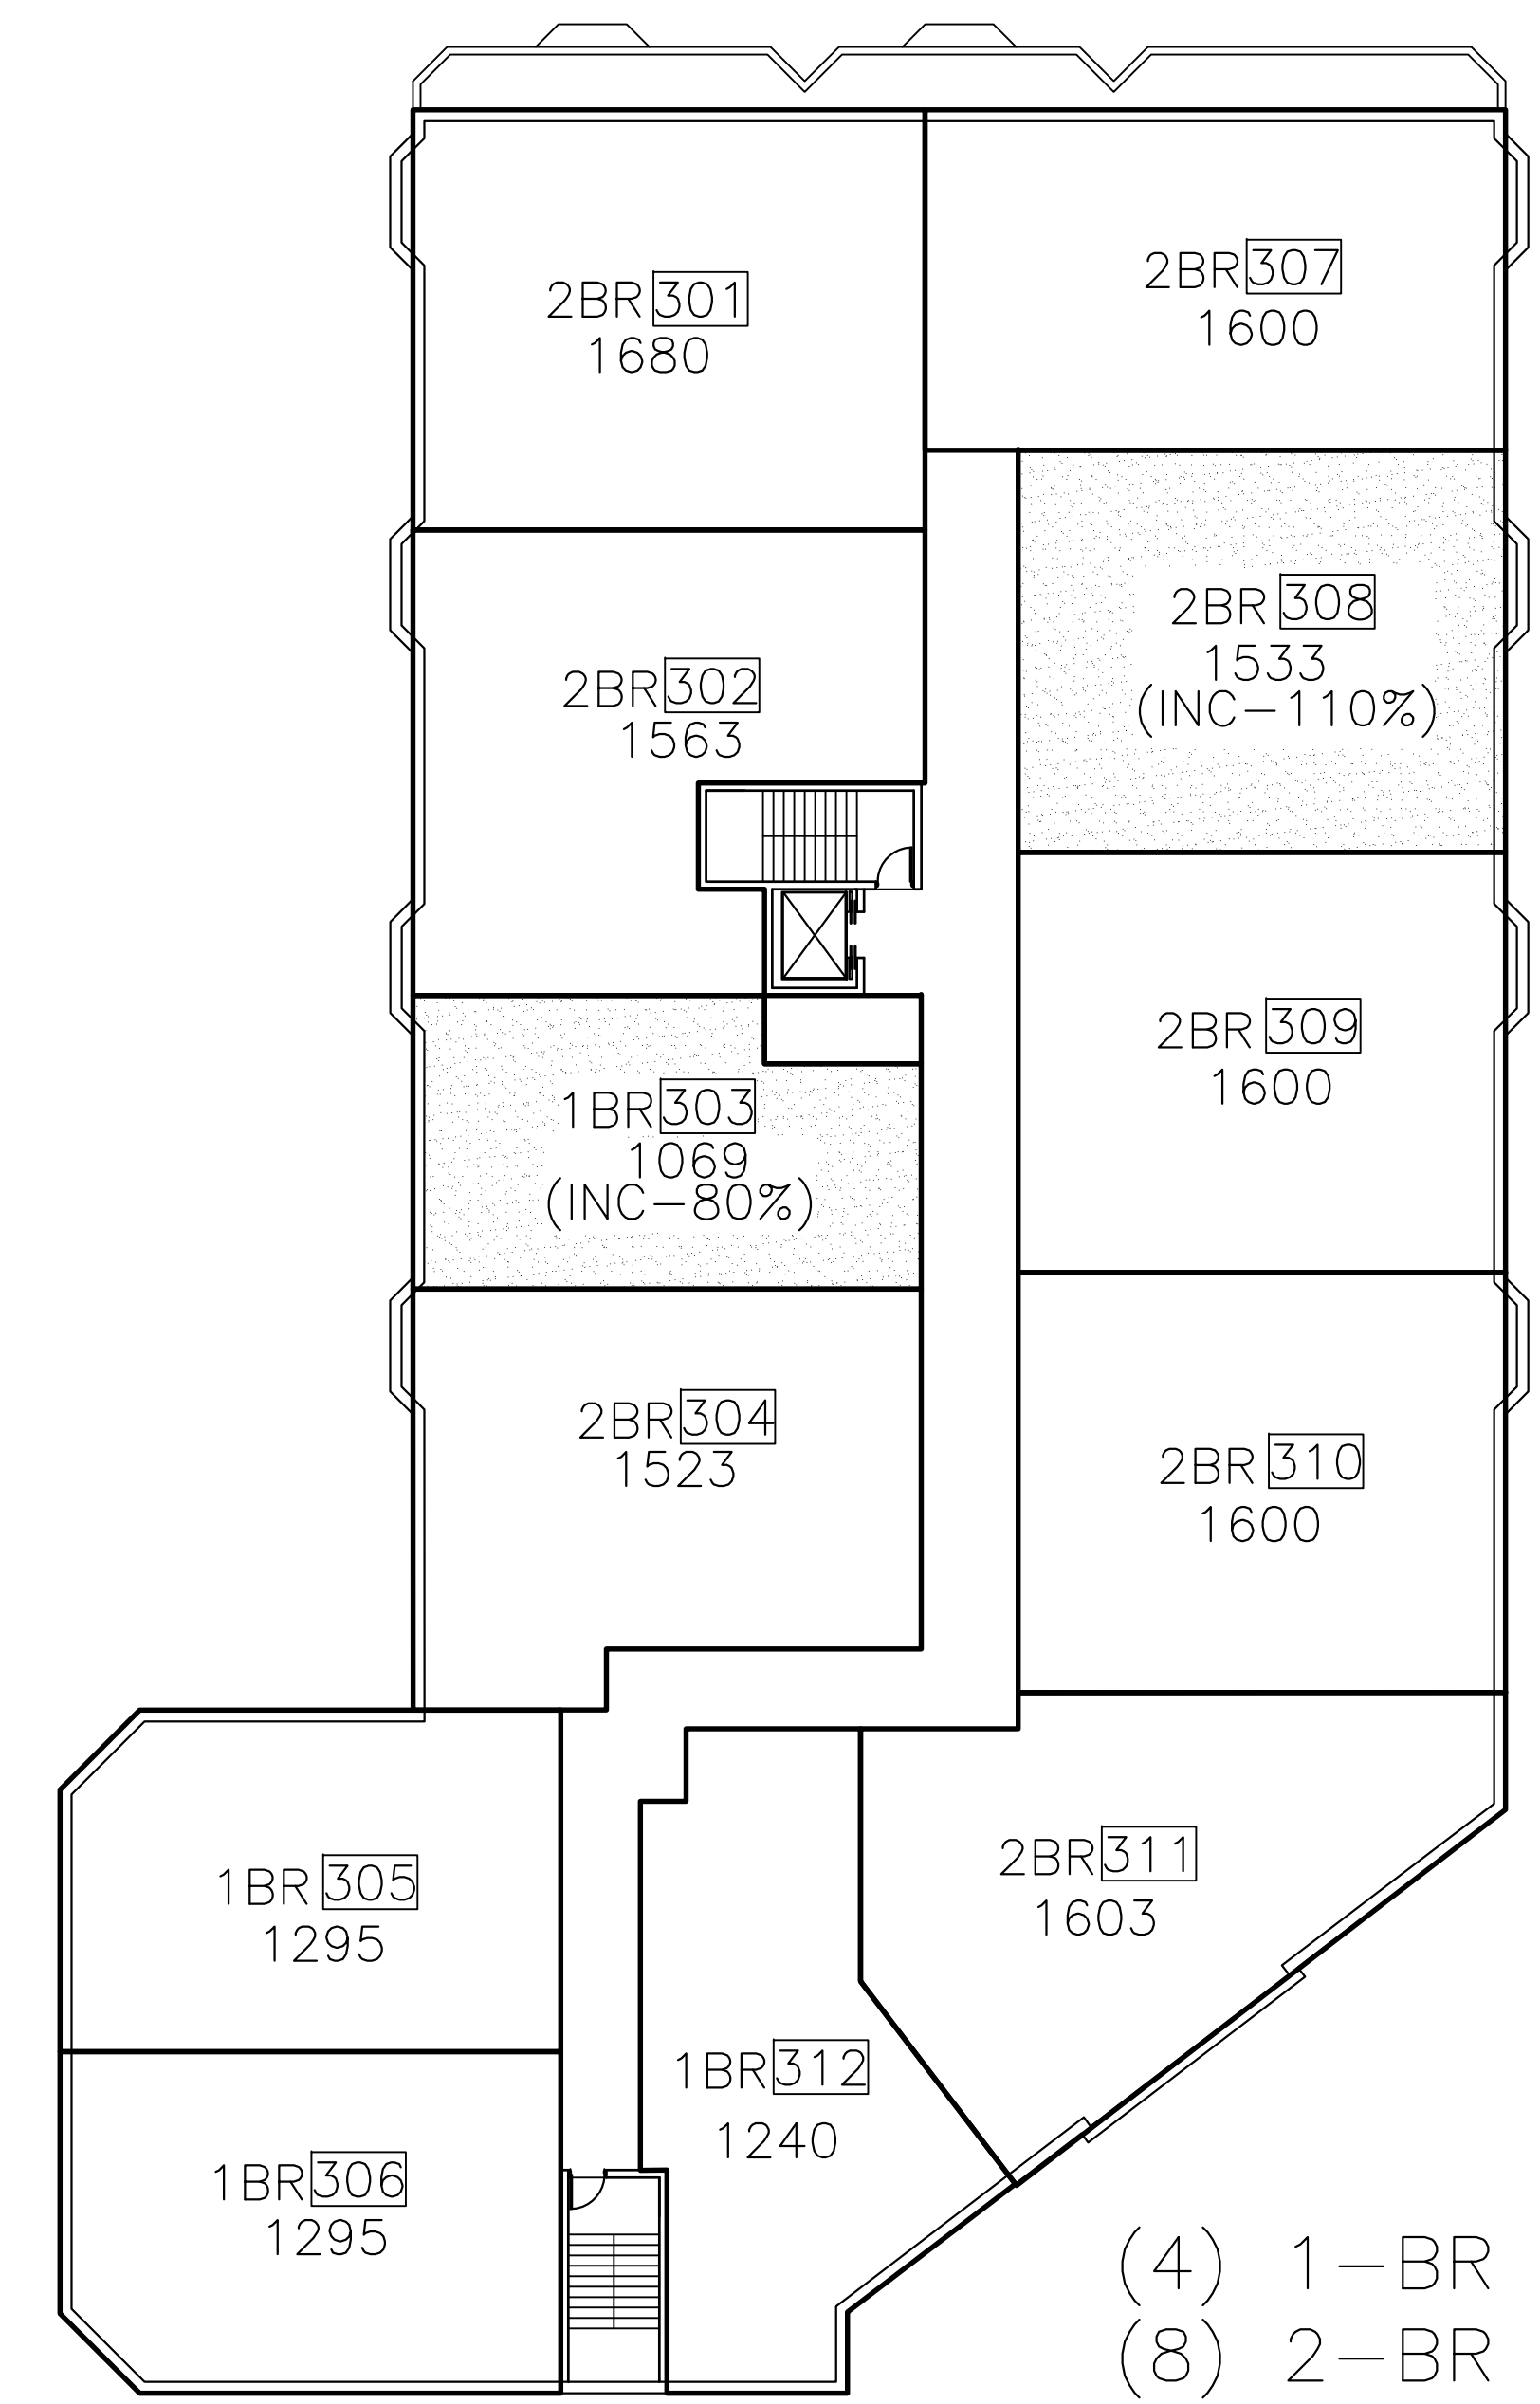 2BR 301
1680
2BR 307
1600
2BR 302
1563
2BR 308
1533
(INC-110%)
1BR 303
1069
(INC-80%)
2BR 309
1600
2BR 304
1523
2BR 310
1600
1BR 305
1295
2BR 311
1603
1BR 306
1295
1BR 312
1240
(4) 1-BR
(8) 2-BR